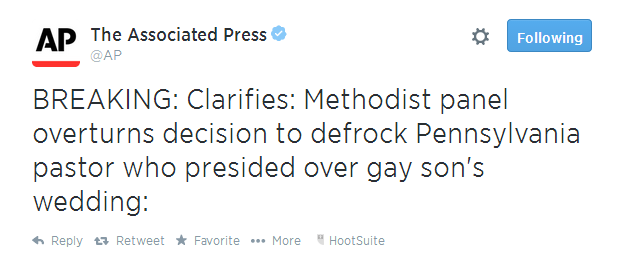 AP
The Associated Press
Following
@AP
BREAKING: Clarifies: Methodist panel
overturns decision to defrock Pennsylvania
pastor who presided over gay son's
wedding:
Reply Retweet Favorite More HootSuite